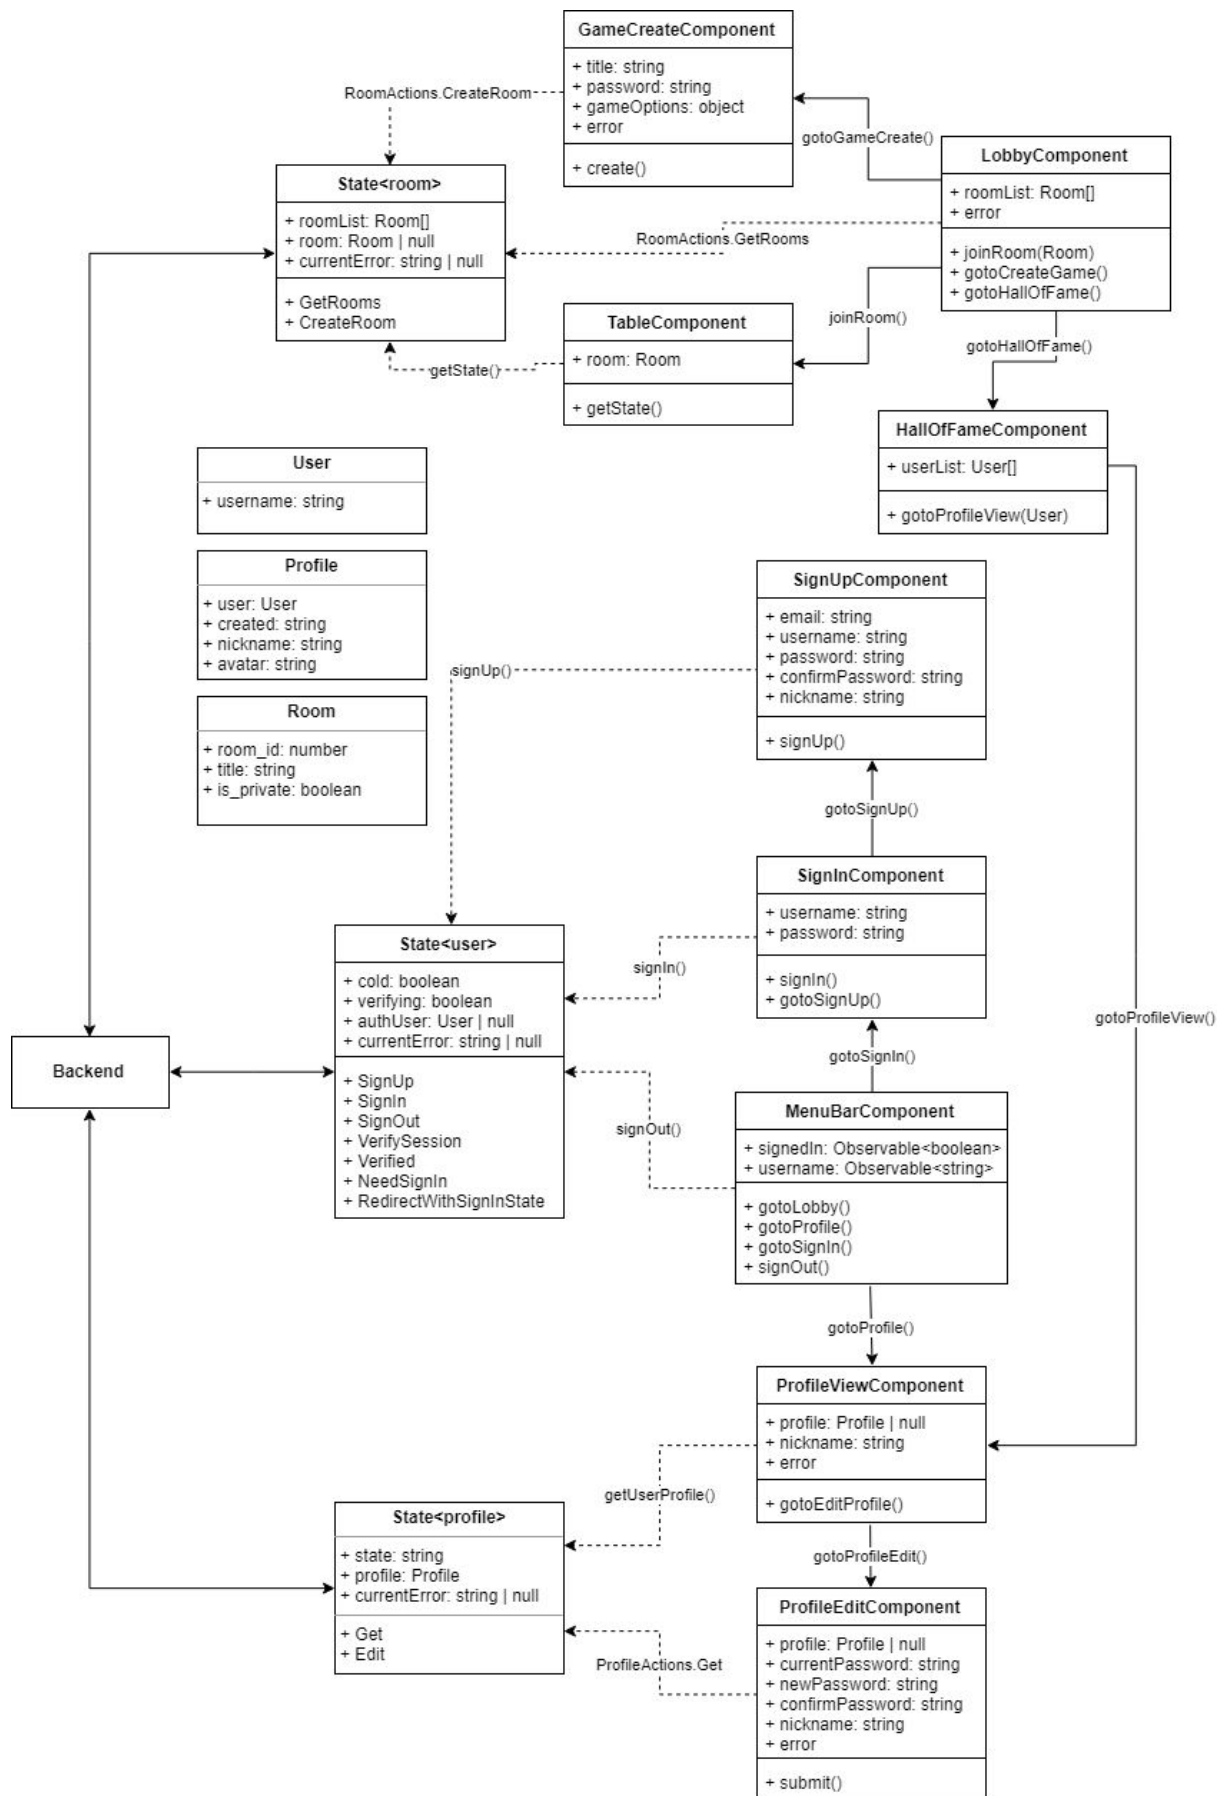 GameCreateComponent
+ title: string
+ password: string
+ gameOptions: object
+ error
+ create()
RoomActions.CreateRoom
gotoGameCreate()
LobbyComponent
+ roomList: Room[]
+ error
+ joinRoom(Room)
+ gotoCreateGame()
+ gotoHallOfFame()
State<room>
+ roomList: Room[]
+ room: Room | null
+ currentError: string | null
+ GetRooms
+ CreateRoom
RoomActions.GetRooms
joinRoom()
TableComponent
+ room: Room
+ getState()
getState()
gotoHallOfFame()
HallOfFameComponent
+ userList: User[]
+ gotoProfileView(User)
User
+ username: string
Profile
+ user: User
+ created: string
+ nickname: string
+ avatar: string
Room
+ room_id: number
+ title: string
+ is_private: boolean
SignUpComponent
+ email: string
+ username: string
+ password: string
+ confirmPassword: string
+ nickname: string
+ signUp()
signUp()
gotoSignUp()
SignInComponent
+ username: string
+ password: string
+ signIn()
+ gotoSignUp()
signIn()
State<user>
+ cold: boolean
+ verifying: boolean
+ authUser: User | null
+ currentError: string | null
+ SignUp
+ SignIn
+ SignOut
+ VerifySession
+ Verified
+ NeedSignIn
+ RedirectWithSignInState
Backend
gotoProfileView()
gotoSignIn()
signOut()
MenuBarComponent
+ signedIn: Observable<boolean>
+ username: Observable<string>
+ gotoLobby()
+ gotoProfile()
+ gotoSignIn()
+ signOut()
gotoProfile()
ProfileViewComponent
+ profile: Profile | null
+ nickname: string
+ error
+ gotoEditProfile()
getUserProfile()
State<profile>
+ state: string
+ profile: Profile
+ currentError: string | null
+ Get
+ Edit
gotoProfileEdit()
ProfileEditComponent
+ profile: Profile | null
+ currentPassword: string
+ newPassword: string
+ confirmPassword: string
+ nickname: string
+ error
+ submit()
ProfileActions.Get